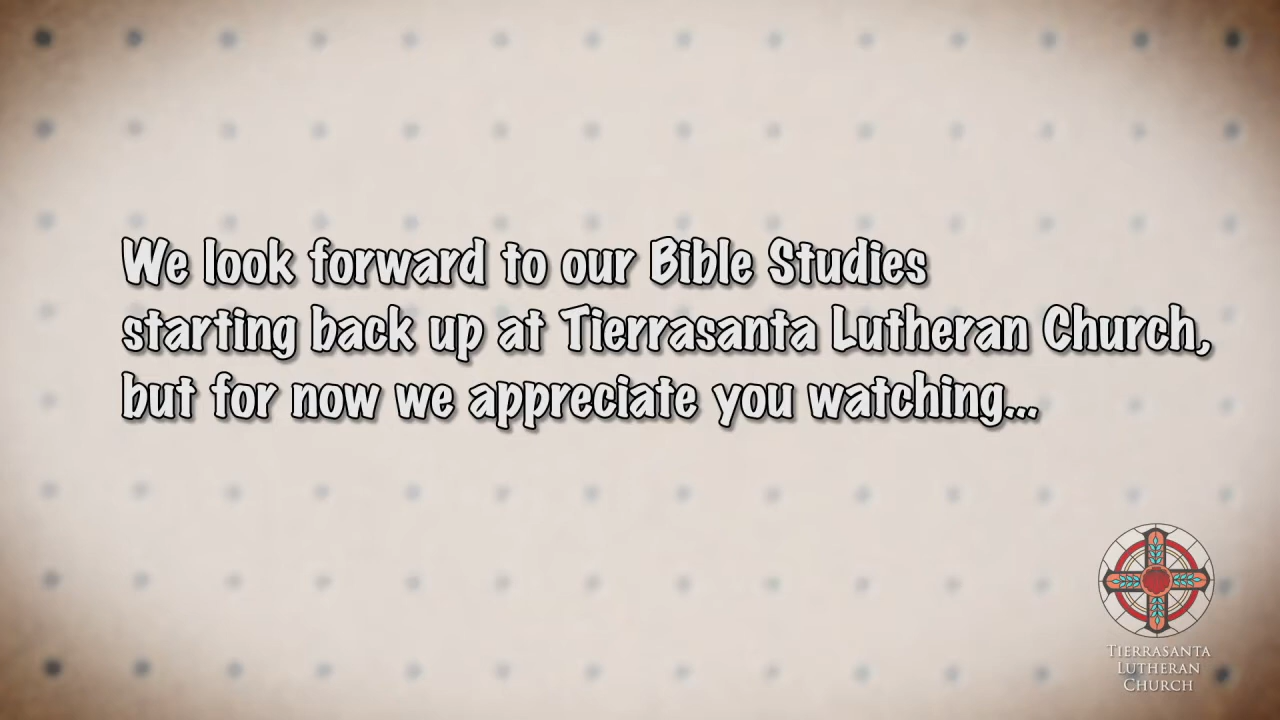 We look forward to our Bible Studies
starting back up at Tierrasanta Lutheran Church,
but for now we appreciate you watching...
TIERRASANTA
LUTHERAN
CHURCH